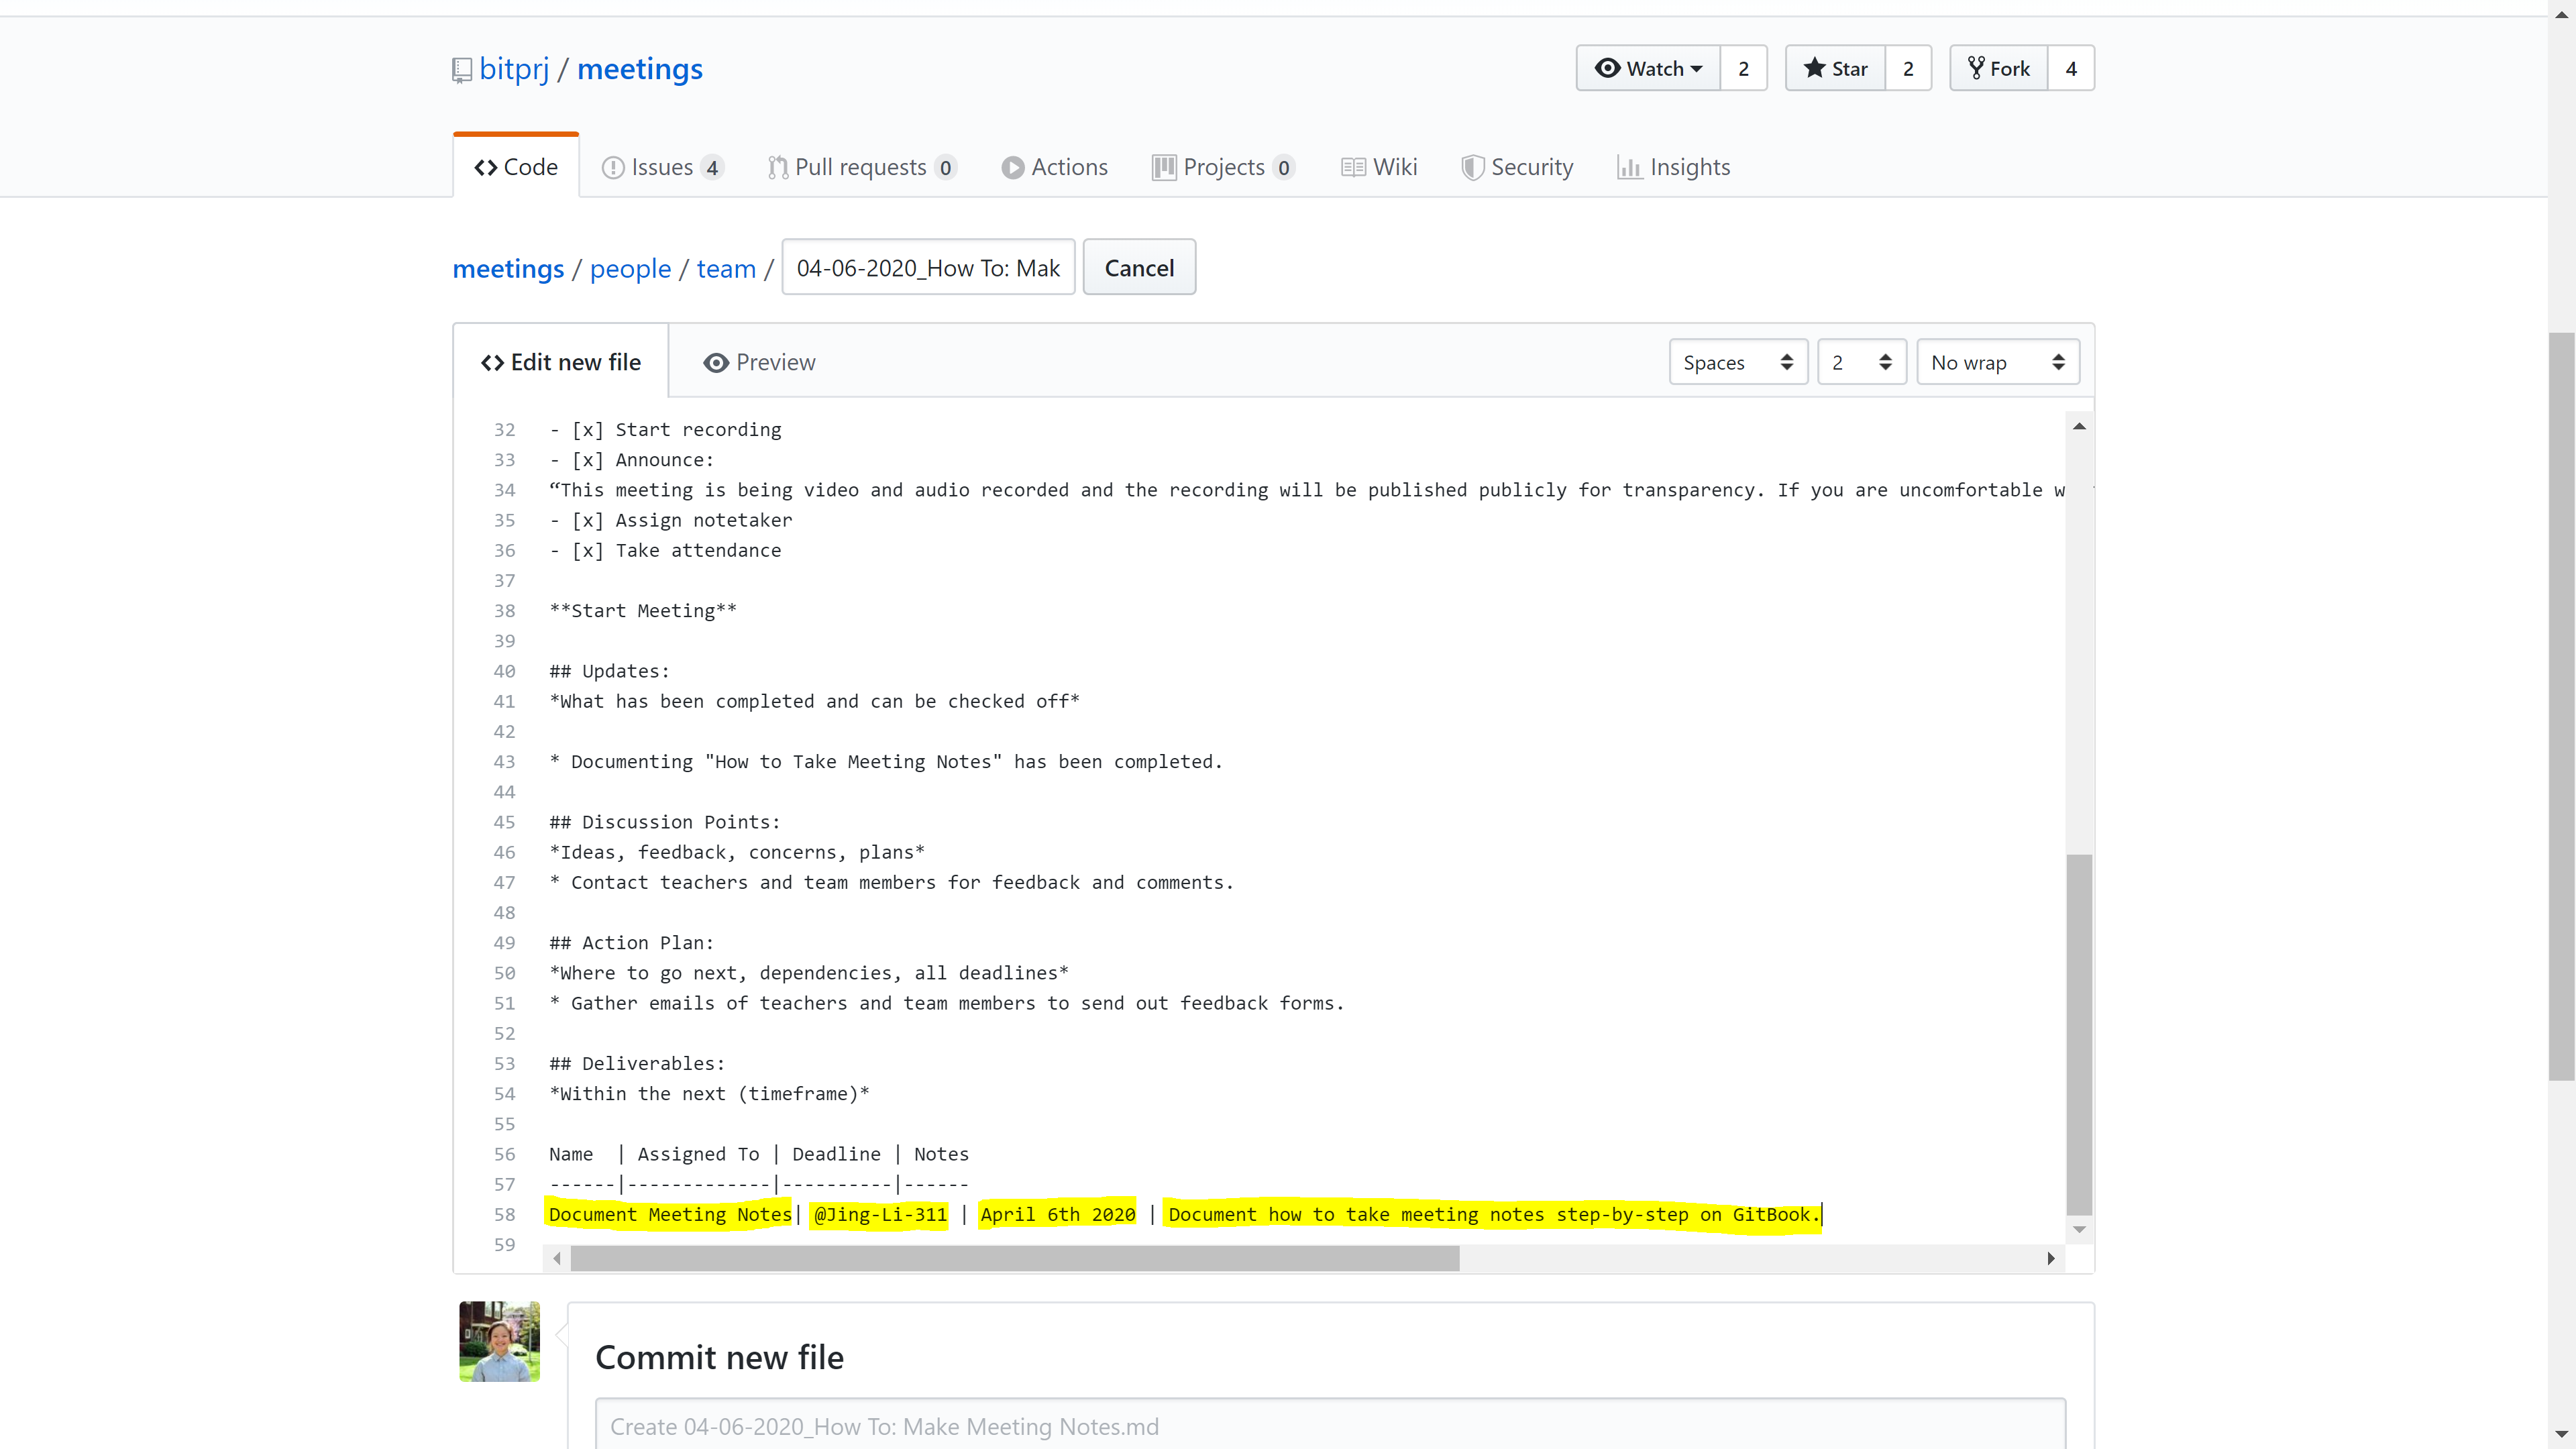 bitprj / meetings
Watch 2 Star 2 Fork 4
Code Issues 4 Pull requests 0 Actions Projects 0 Wiki Security Insights
meetings / people / team / 04-06-2020_How To: Mak Cancel
Edit new file Preview Spaces 2 No wrap
32 - [x] Start recording
33 - [x] Announce:
34 “This meeting is being video and audio recorded and the recording will be published publicly for transparency. If you are uncomfortable w
35 - [x] Assign notetaker
36 - [x] Take attendance
37
38 **Start Meeting**
39
40 ## Updates:
41 *What has been completed and can be checked off*
42
43 * Documenting "How to Take Meeting Notes" has been completed.
44
45 ## Discussion Points:
46 *Ideas, feedback, concerns, plans*
47 * Contact teachers and team members for feedback and comments.
48
49 ## Action Plan:
50 *Where to go next, dependencies, all deadlines*
51 * Gather emails of teachers and team members to send out feedback forms.
52
53 ## Deliverables:
54 *Within the next (timeframe)*
55
56 Name  | Assigned To | Deadline | Notes
57 ------|-------------|----------|------
58 Document Meeting Notes| @Jing-Li-311 | April 6th 2020 | Document how to take meeting notes step-by-step on GitBook.
59
Commit new file
Create 04-06-2020_How To: Make Meeting Notes.md